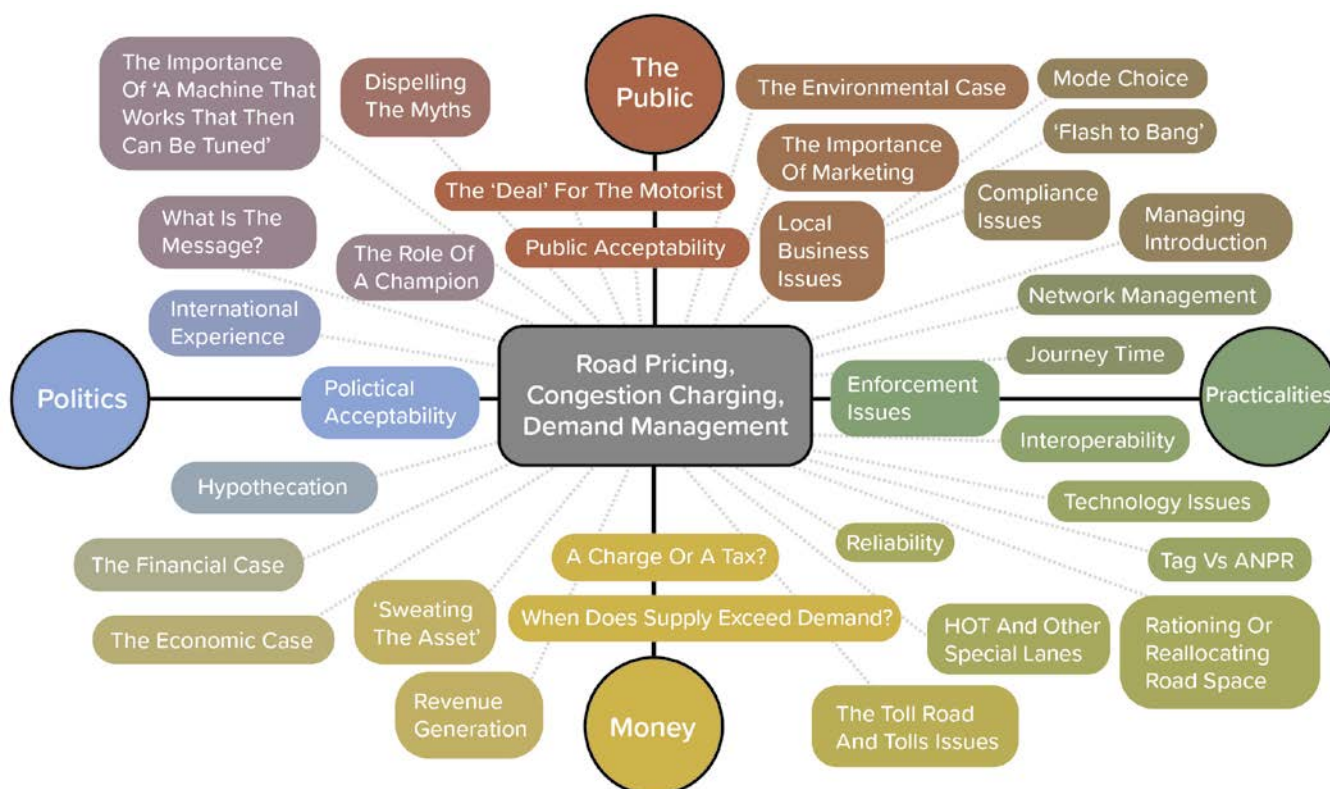 The Importance
Of 'A Machine That
Works That Then
Can Be Tuned'
Dispelling
The Myths
The
Public
The Environmental Case
Mode Choice
'Flash to Bang'
The Importance
Of Marketing
The 'Deal' For The Motorist
Compliance
Issues
What Is The
Message?
Public Acceptability
Local
Business
Issues
Managing
Introduction
The Role Of
A Champion
International
Experience
Network Management
Journey Time
Politics
Polictical
Acceptability
Road Pricing,
Congestion Charging,
Demand Management
Enforcement
Issues
Practicalities
Interoperability
Hypothecation
Technology Issues
The Financial Case
A Charge Or A Tax?
Reliability
Tag Vs ANPR
The Economic Case
'Sweating
The Asset'
When Does Supply Exceed Demand?
HOT And Other
Special Lanes
Rationing Or
Reallocating
Road Space
Revenue
Generation
Money
The Toll Road
And Tolls Issues